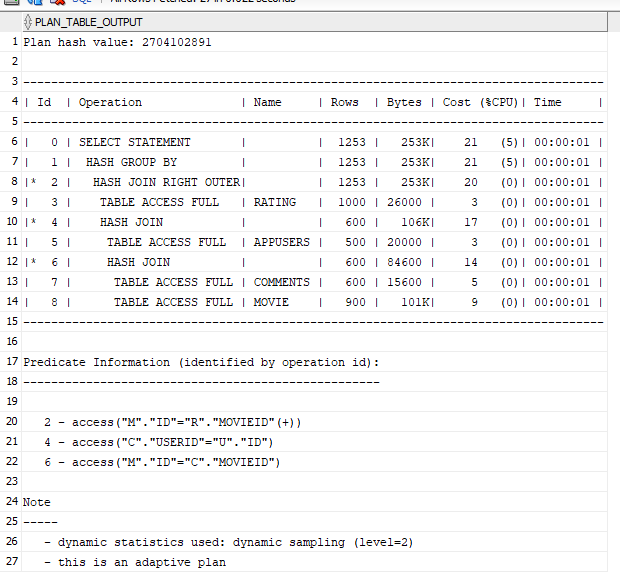 PLAN_TABLE_OUTPUT
1 Plan hash value: 2704102891
2
3 ------------------------------------------------------------------------------------
4 | Id  | Operation               | Name     | Rows  | Bytes | Cost (%CPU)| Time     |
5 ------------------------------------------------------------------------------------
6 |   0 | SELECT STATEMENT        |          |  1253 |   253K|    21   (5)| 00:00:01 |
7 |   1 |  HASH GROUP BY          |          |  1253 |   253K|    21   (5)| 00:00:01 |
8 |*  2 |   HASH JOIN RIGHT OUTER|          |  1253 |   253K|    20   (0)| 00:00:01 |
9 |   3 |    TABLE ACCESS FULL    | RATING   |  1000 | 26000 |     3   (0)| 00:00:01 |
10 |*  4 |    HASH JOIN            |          |   600 |   106K|    17   (0)| 00:00:01 |
11 |   5 |     TABLE ACCESS FULL   | APPUSERS |   500 | 20000 |     3   (0)| 00:00:01 |
12 |*  6 |     HASH JOIN           |          |   600 | 84600 |    14   (0)| 00:00:01 |
13 |   7 |      TABLE ACCESS FULL  | COMMENTS |   600 | 15600 |     5   (0)| 00:00:01 |
14 |   8 |      TABLE ACCESS FULL  | MOVIE    |   900 |   101K|     9   (0)| 00:00:01 |
15 ------------------------------------------------------------------------------------
16
17 Predicate Information (identified by operation id):
18 ---------------------------------------------------
19
20    2 - access("M"."ID"="R"."MOVIEID"(+))
21    4 - access("C"."USERID"="U"."ID")
22    6 - access("M"."ID"="C"."MOVIEID")
23
24 Note
25 -----
26    - dynamic statistics used: dynamic sampling (level=2)
27    - this is an adaptive plan